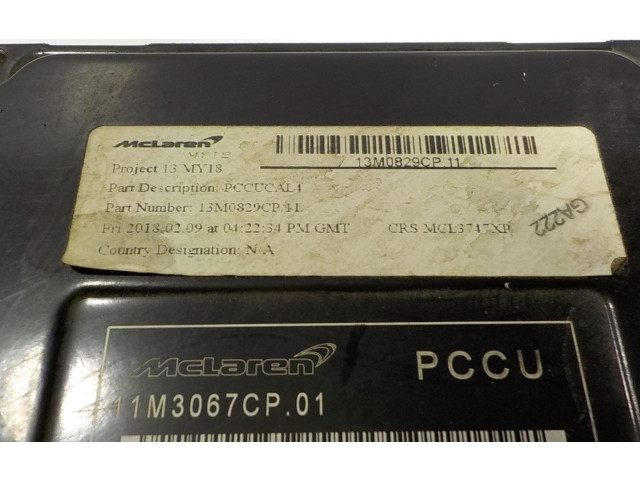 McLaren
MY18
13M0829CP.11
Project 13 MY18
Part Description: PCCUCAL4
Part Number: 13M0829CP.11
Fri 2018.02.09 at 04:22:34 PM GMT CRS MCL3747XP
Country Designation: N/A
GA222
McLaren PCCU
11M3067CP.01